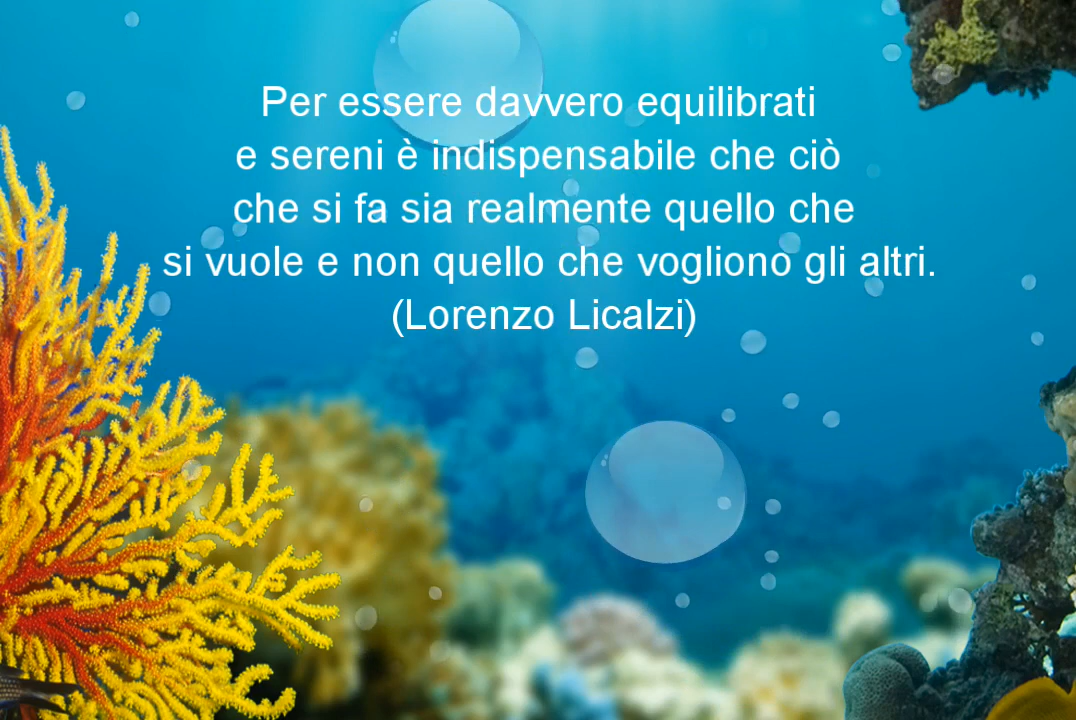 Per essere davvero equilibrati
e sereni è indispensabile che ciò
che si fa sia realmente quello che
si vuole e non quello che vogliono gli altri.
(Lorenzo Licalzi)